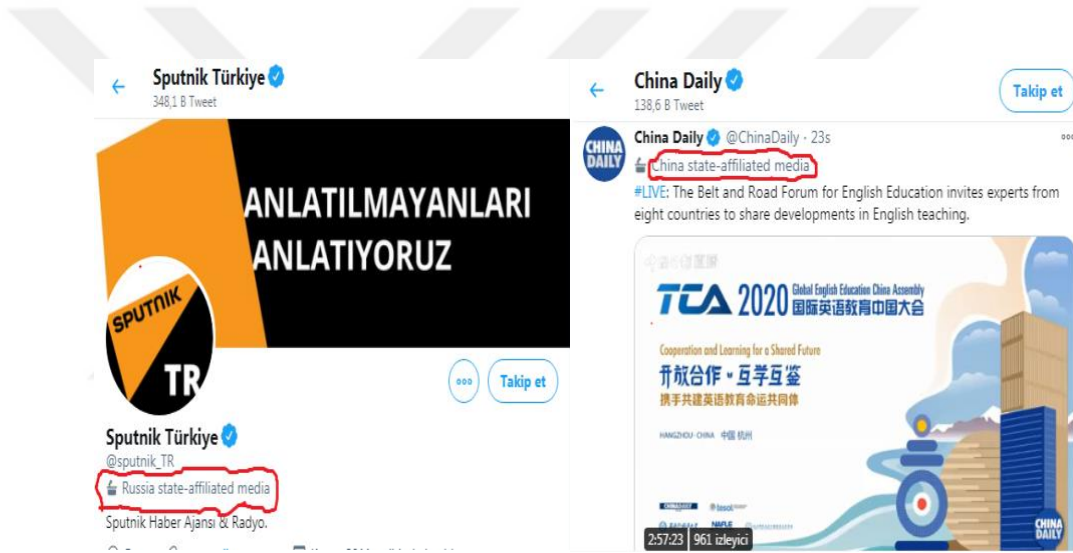 Sputnik Türkiye
348,1 B Tweet
ANLATILMAYANLARI
ANLATIYORUZ
SPUTNIK
TR
Takip et
Sputnik Türkiye
@sputnik_TR
Russia state-affiliated media
Sputnik Haber Ajansı & Radyo.
China Daily
138,6 B Tweet
Takip et
CHINA
DAILY
China Daily @ChinaDaily · 23s
China state-affiliated media
#LIVE: The Belt and Road Forum for English Education invites experts from
eight countries to share developments in English teaching.
TCA 2020 Global English Education China Assembly
国际英语教育中国大会
Cooperation and Learning for a Shared Future
开放合作·互学互鉴
携手共建英语教育命运共同体
HANGZHOU·CHINA 中国 杭州
CHINADAILY tesol
NAFLE
2:57:23 961 izleyici
CHINA
DAILY